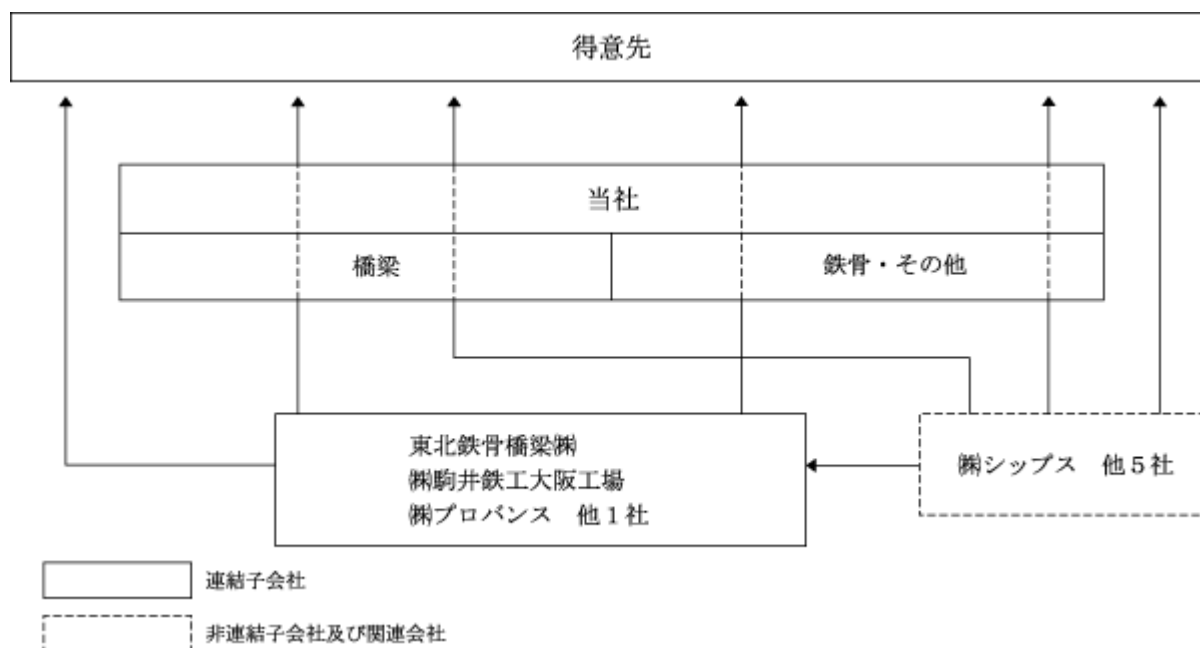 得意先
当社
橋梁
鉄骨・その他
東北鉄骨橋梁㈱
㈱駒井鉄工大阪工場
㈱プロバンス　他１社
㈱シップス　他５社
連結子会社
非連結子会社及び関連会社